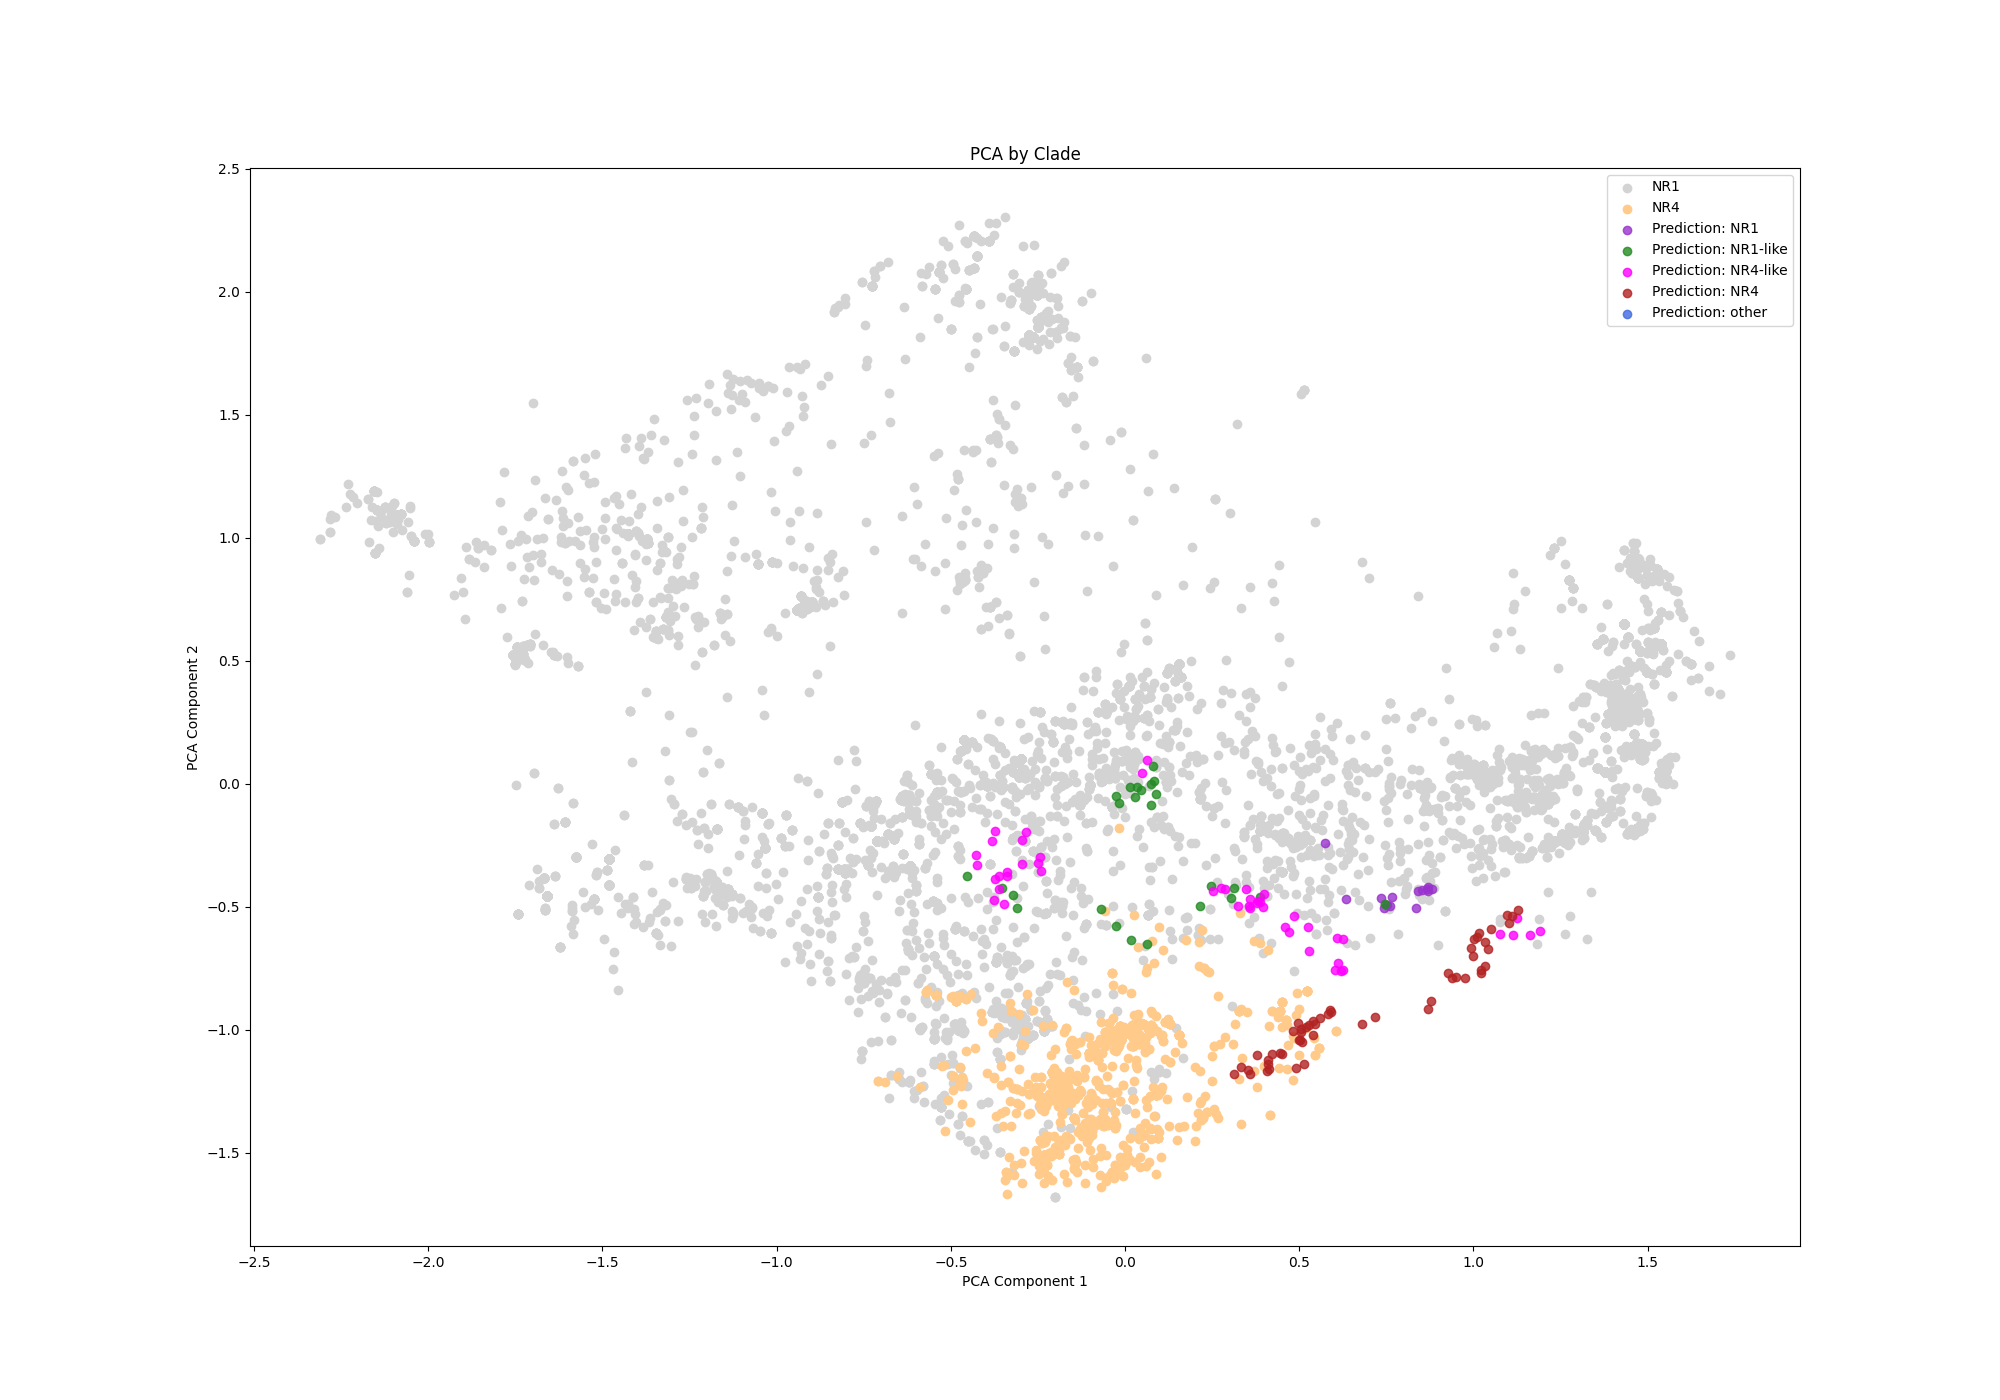 PCA by Clade
2.5
2.0
1.5
1.0
0.5
0.0
−0.5
−1.0
−1.5
PCA Component 2
NR1
NR4
Prediction: NR1
Prediction: NR1-like
Prediction: NR4-like
Prediction: NR4
Prediction: other
−2.5 −2.0 −1.5 −1.0 −0.5 0.0 0.5 1.0 1.5
PCA Component 1